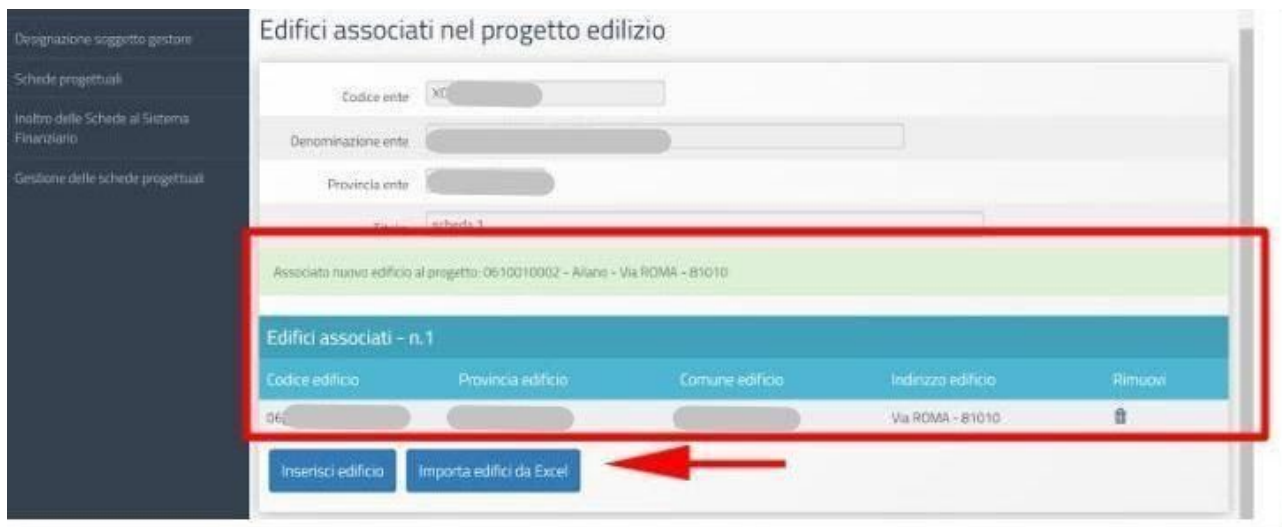 Designazione soggetto gestore
Schede progettuali
Inoltro delle Schede al Sistema
Finanziario
Gestione delle schede progettuali
Edifici associati nel progetto edilizio
Codice ente
Denominazione ente
Provincia ente
scheda 1
Associato nuovo edificio al progetto: 0610010002 - Ailano - Via ROMA - 81010
Edifici associati - n.1
Codice edificio Provincia edificio Comune edificio Indirizzo edificio Rimuovi
06 Via ROMA - 81010
Inserisci edificio Importa edifici da Excel